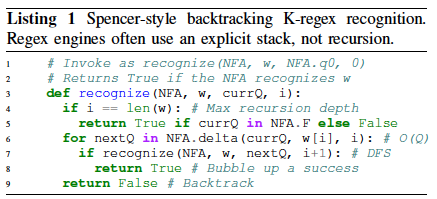 Listing 1 Spencer-style backtracking K-regex recognition.
Regex engines often use an explicit stack, not recursion.
1 # Invoke as recognize(NFA, w, NFA.q0, 0)
2 # Returns True if the NFA recognizes w
3 def recognize(NFA, w, currQ, i):
4 if i == len(w): # Max recursion depth
5 return True if currQ in NFA.F else False
6 for nextQ in NFA.delta(currQ, w[i], i): # O(Q)
7 if recognize(NFA, w, nextQ, i+1): # DFS
8 return True # Bubble up a success
9 return False # Backtrack